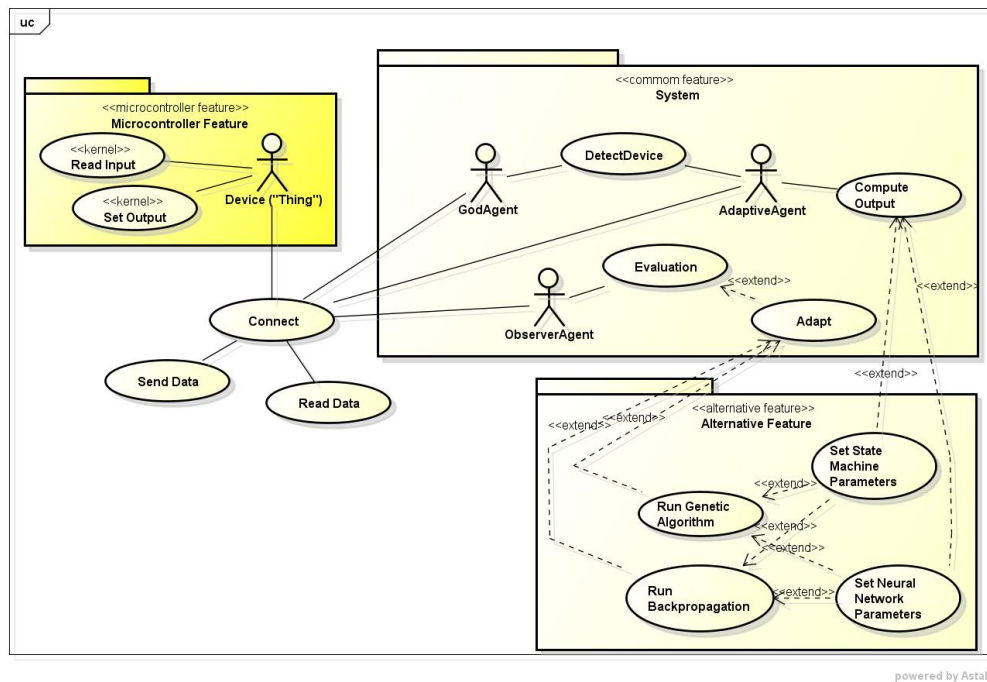 uc
<<commom feature>>
System
<<microcontroller feature>>
Microcontroller Feature
<<kernel>>
Read Input
<<kernel>>
Set Output
Device ("Thing")
GodAgent
DetectDevice
AdaptiveAgent
Compute
Output
Evaluation
<<extend>>
<<extend>>
ObserverAgent
Adapt
Connect
Send Data
Read Data
<<extend>>
<<alternative feature>>
Alternative Feature
<<extend>>
<<extend>>
Set State
Machine
Parameters
<<extend>>
Run Genetic
Algorithm
<<extend>>
<<extend>>
Run
Backpropagation
<<extend>>
Set Neural
Network
Parameters
powered by Asta